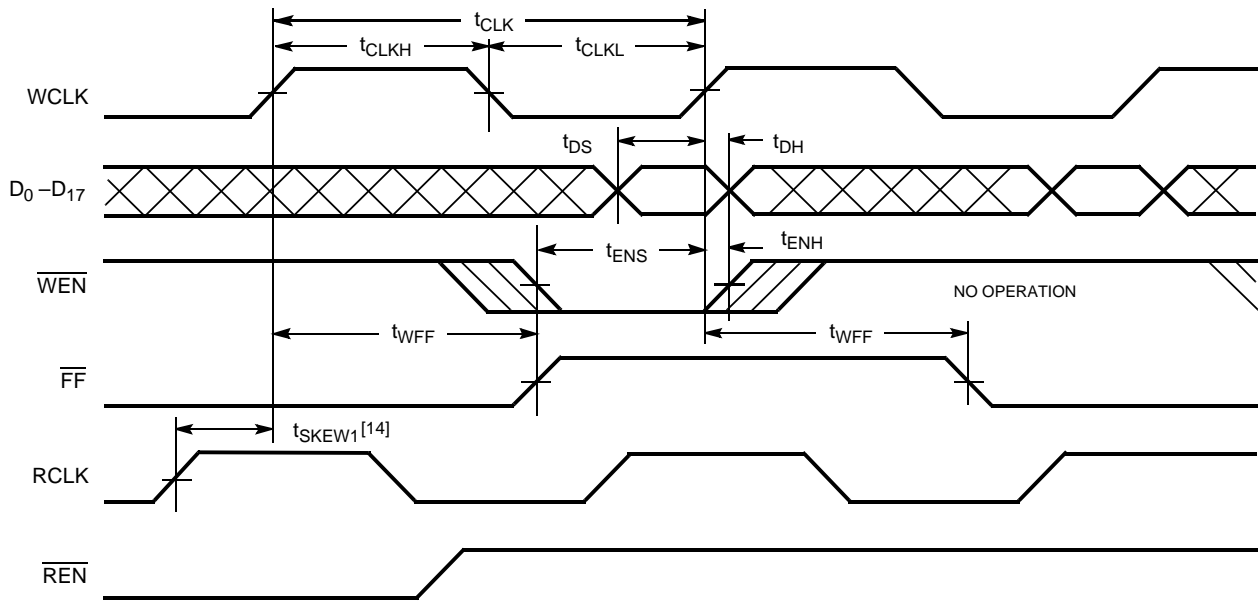 tCLK
tCLKH
tCLKL
WCLK
tDS
tDH
D0 –D17
tENS
tENH
WEN
NO OPERATION
tWFF
tWFF
FF
tSKEW1[14]
RCLK
REN